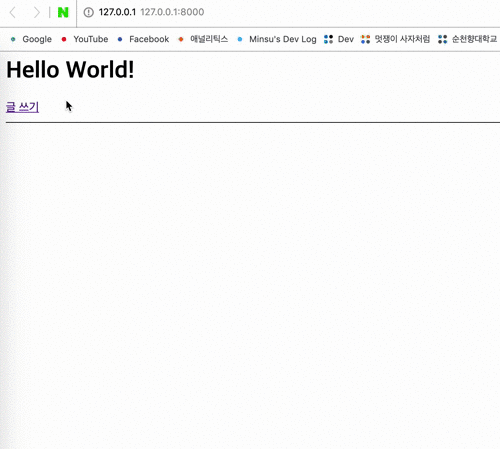 N 127.0.0.1 127.0.0.1:8000
Google YouTube Facebook 애널리틱스 Minsu's Dev Log Dev 멋쟁이 사자처럼 순천향대학교
Hello World!
글 쓰기